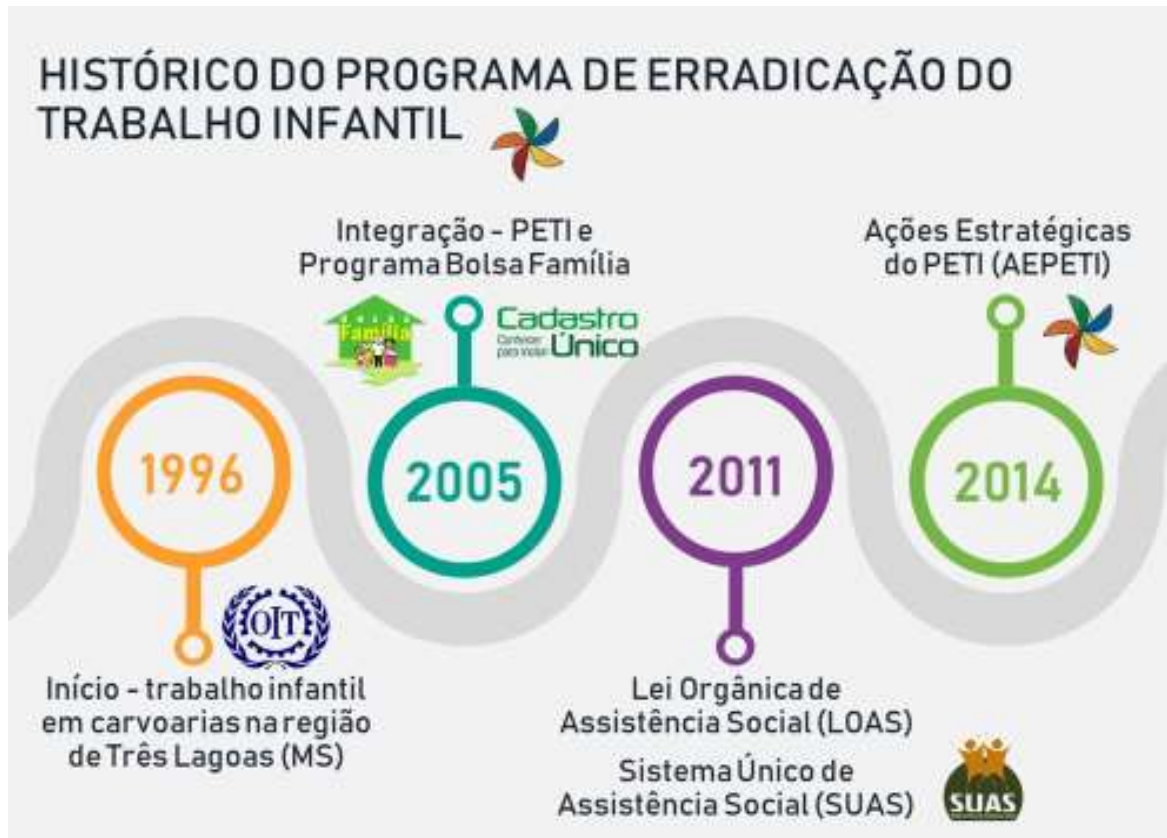 HISTÓRICO DO PROGRAMA DE ERRADICAÇÃO DO
TRABALHO INFANTIL
1996
OIT
Início - trabalho infantil
em carvoarias na região
de Três Lagoas (MS)
Integração - PETI e
Programa Bolsa Família
Família
Cadastro
Único
2005
2011
Lei Orgânica de
Assistência Social (LOAS)
Sistema Único de
Assistência Social (SUAS)
SUAS
Ações Estratégicas
do PETI (AEPETI)
2014